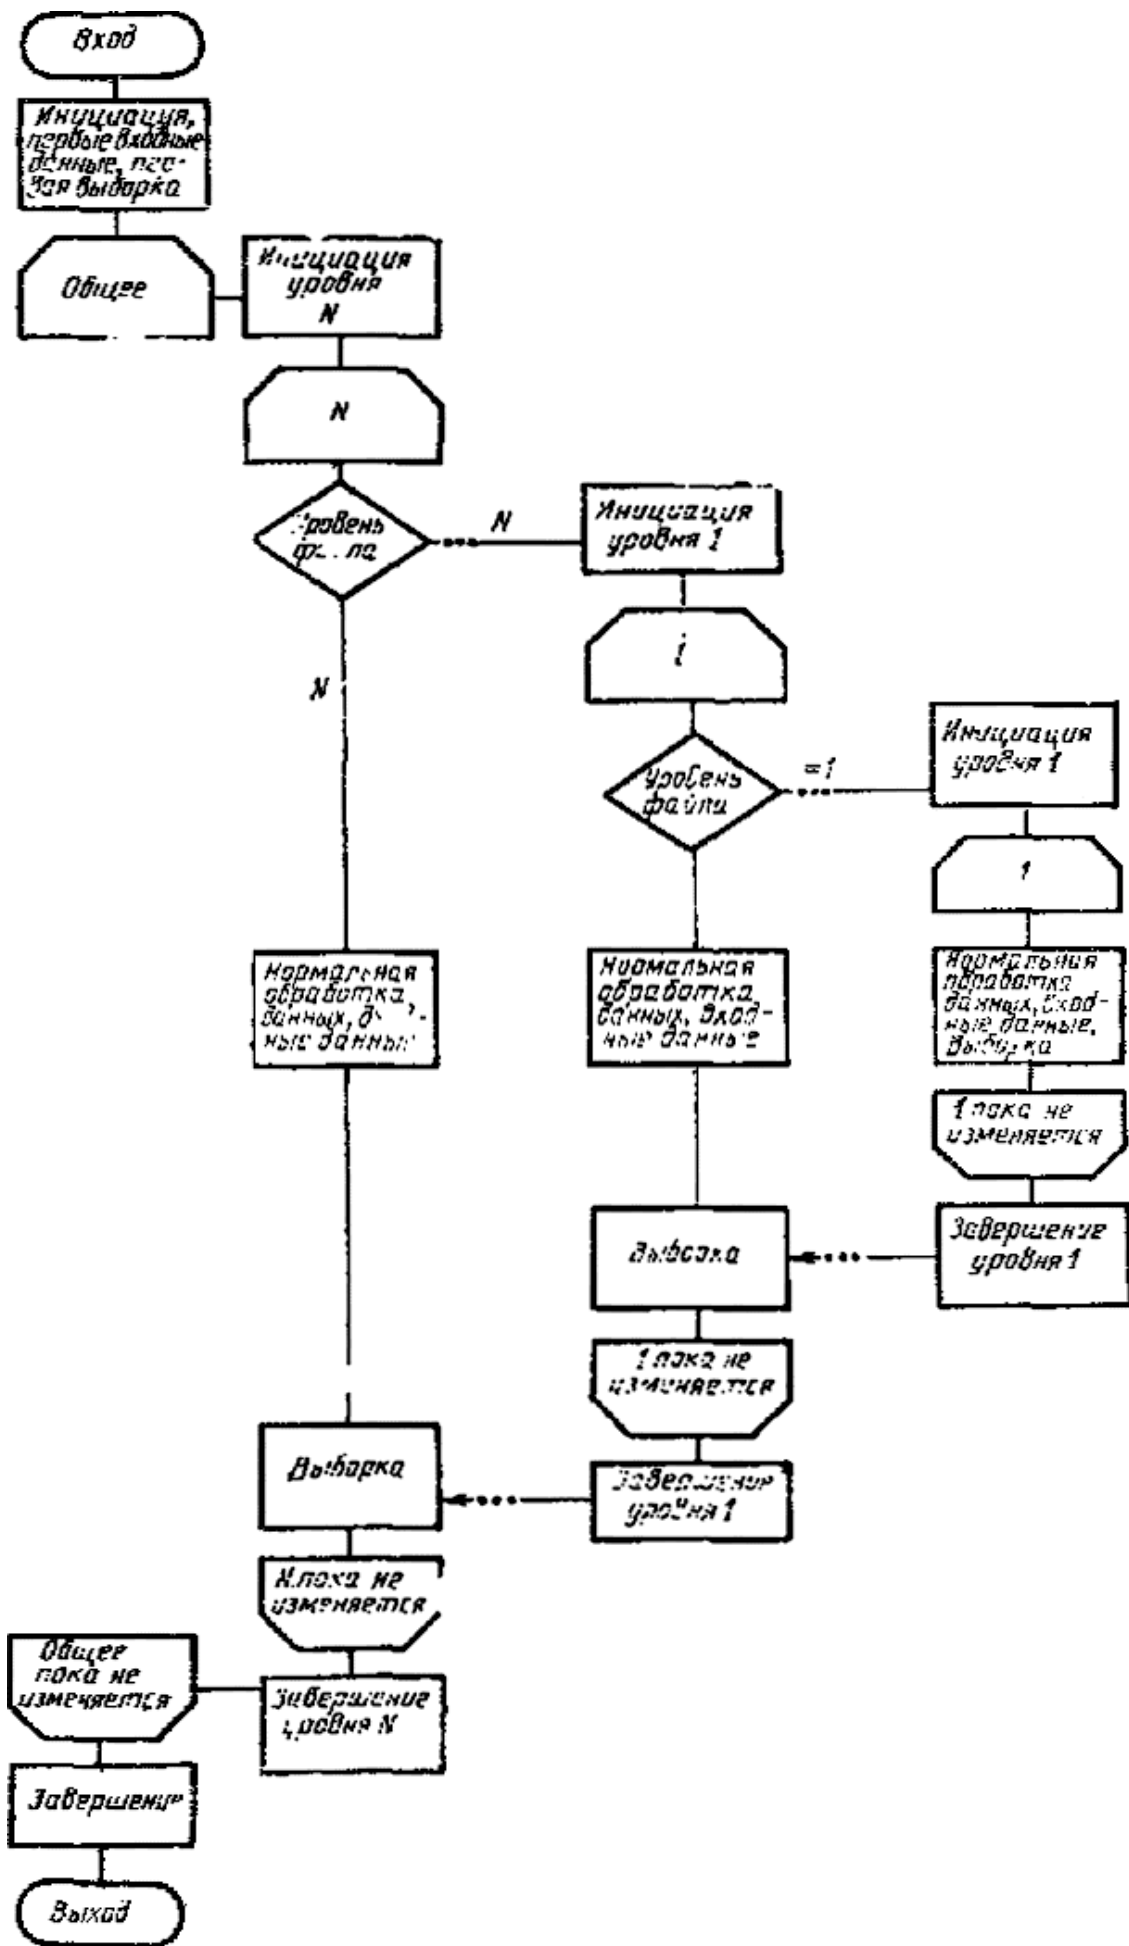 Вход
Инициация,
первые входные
данные, пер-
вая выборка
Общее
Инициация
уровня
N
N
Уровень
файла
N
N
Инициация
уровня 1
i
Уровень
файла
=1
Инициация
уровня 1
1
Нормальная
обработка
данных, вход-
ные данные
Нормальная
обработка
данных, вход-
ные данные
Нормальная
обработка
данных, вход-
ные данные,
выборка
1 пока не
изменяется
Завершение
уровня 1
Выборка
1 пока не
изменяется
Завершение
уровня 1
Выборка
N пока не
изменяется
Завершение
уровня N
Общее
пока не
изменяется
Завершение
Выход